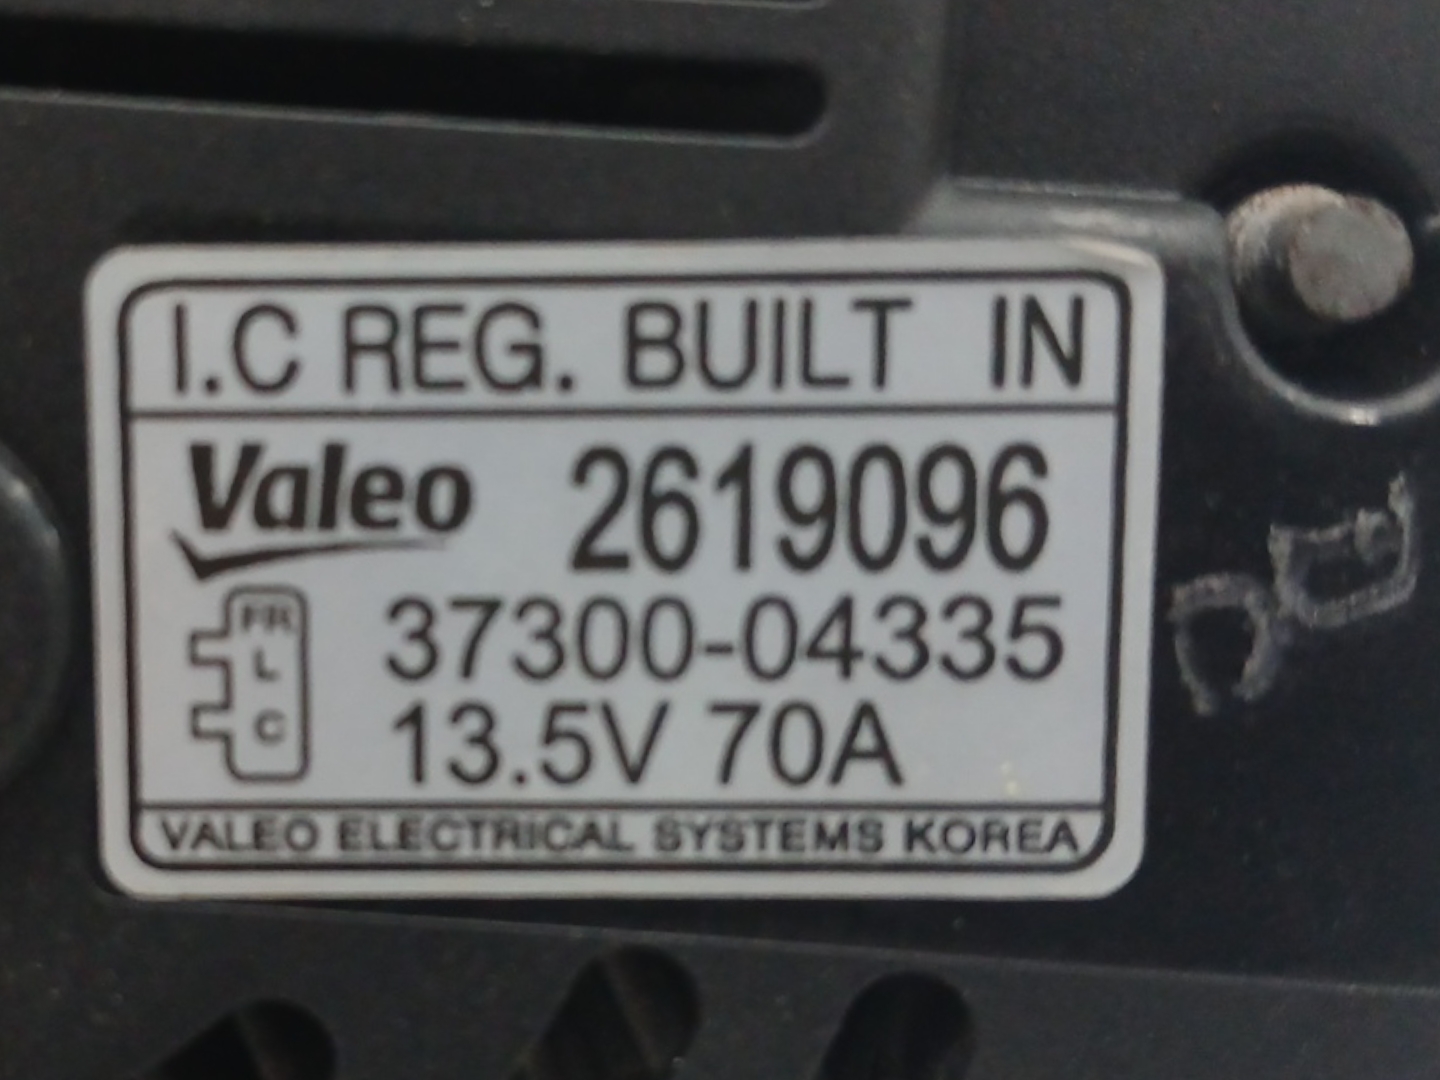 I.C REG. BUILT IN
Valeo 2619096
FR
L
C
37300-04335
13.5V 70A
VALEO ELECTRICAL SYSTEMS KOREA